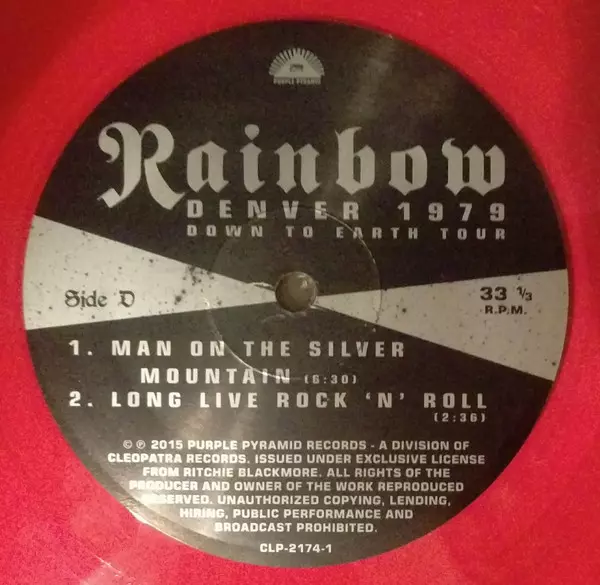 PURPLE PYRAMID
Rainbow
DENVER 1979
DOWN TO EARTH TOUR
Side D
33 1/3
R.P.M.
1. MAN ON THE SILVER
MOUNTAIN (6:30)
2. LONG LIVE ROCK 'N' ROLL
(2:36)
© ℗ 2015 PURPLE PYRAMID RECORDS - A DIVISION OF
CLEOPATRA RECORDS. ISSUED UNDER EXCLUSIVE LICENSE
FROM RITCHIE BLACKMORE. ALL RIGHTS OF THE
PRODUCER AND OWNER OF THE WORK REPRODUCED
RESERVED. UNAUTHORIZED COPYING, LENDING,
HIRING, PUBLIC PERFORMANCE AND
BROADCAST PROHIBITED.
CLP-2174-1